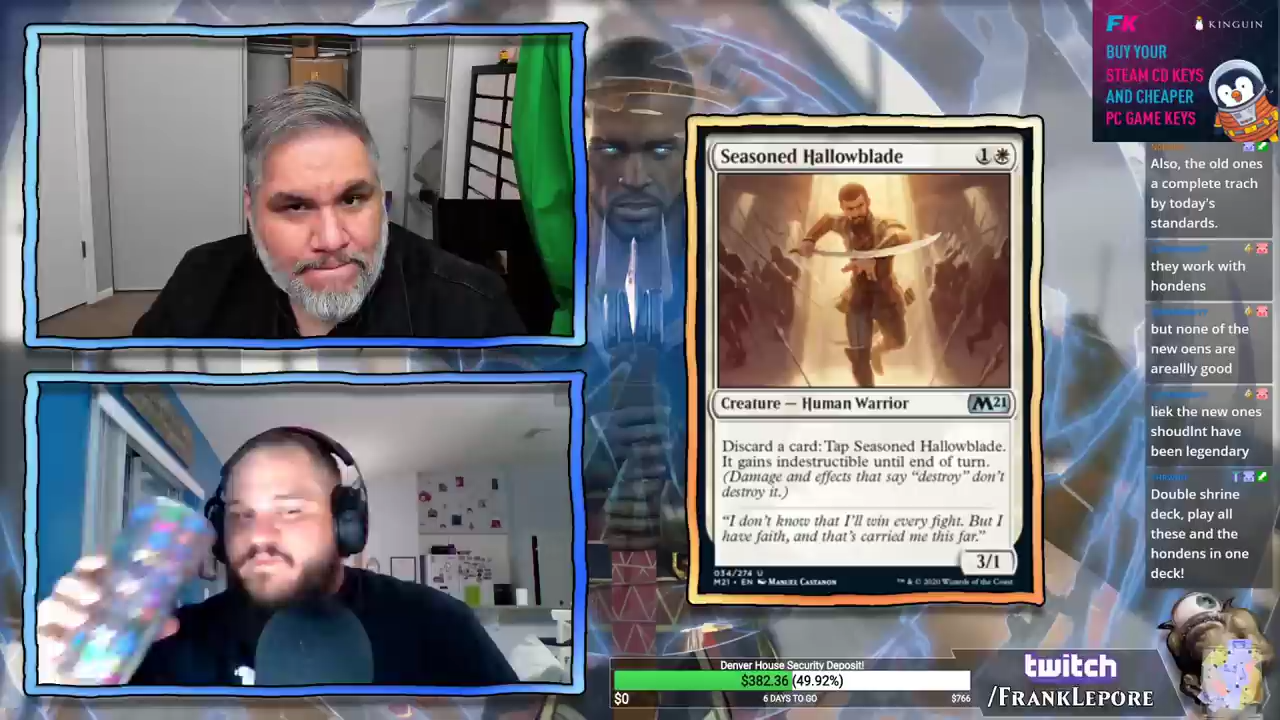 FK
KINGUIN
BUY YOUR
STEAM CD KEYS
AND CHEAPER
PC GAME KEYS
Seasoned Hallowblade
1
Creature — Human Warrior
M21
Discard a card: Tap Seasoned Hallowblade.
It gains indestructible until end of turn.
(Damage and effects that say “destroy” don’t
destroy it.)
“I don’t know that I’ll win every fight. But I
have faith, and that’s carried me this far.”
3/1
034/274 U
M21 • EN Manuel Castanon
™ & © 2020 Wizards of the Coast
Also, the old ones
a complete trach
by today's
standards.
they work with
hondens
but none of the
new oens are
areallly good
liek the new ones
shoudlnt have
been legendary
Double shrine
deck, play all
these and the
hondens in one
deck!
Denver House Security Deposit!
$382.36 (49.92%)
$0
6 DAYS TO GO
$766
twitch
/FrankLepore